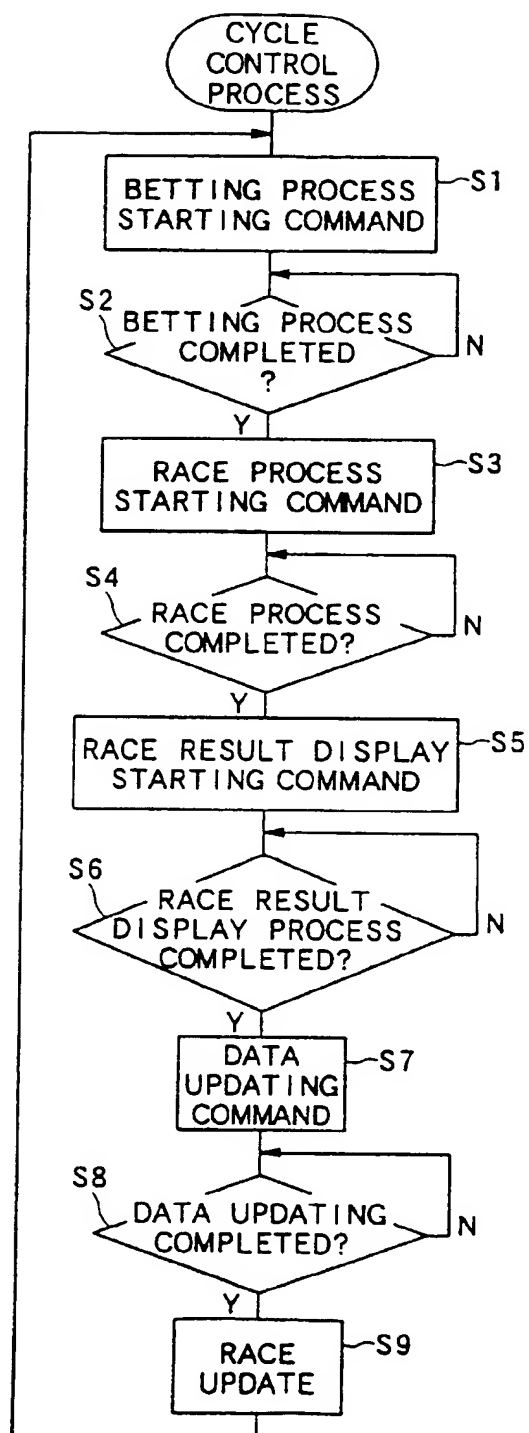 CYCLE
CONTROL
PROCESS
BETTING PROCESS
STARTING COMMAND
S1
S2
BETTING PROCESS
COMPLETED
?
N
Y
RACE PROCESS
STARTING COMMAND
S3
S4
RACE PROCESS
COMPLETED?
N
Y
RACE RESULT DISPLAY
STARTING COMMAND
S5
S6
RACE RESULT
DISPLAY PROCESS
COMPLETED?
N
Y
DATA
UPDATING
COMMAND
S7
S8
DATA UPDATING
COMPLETED?
N
Y
RACE
UPDATE
S9